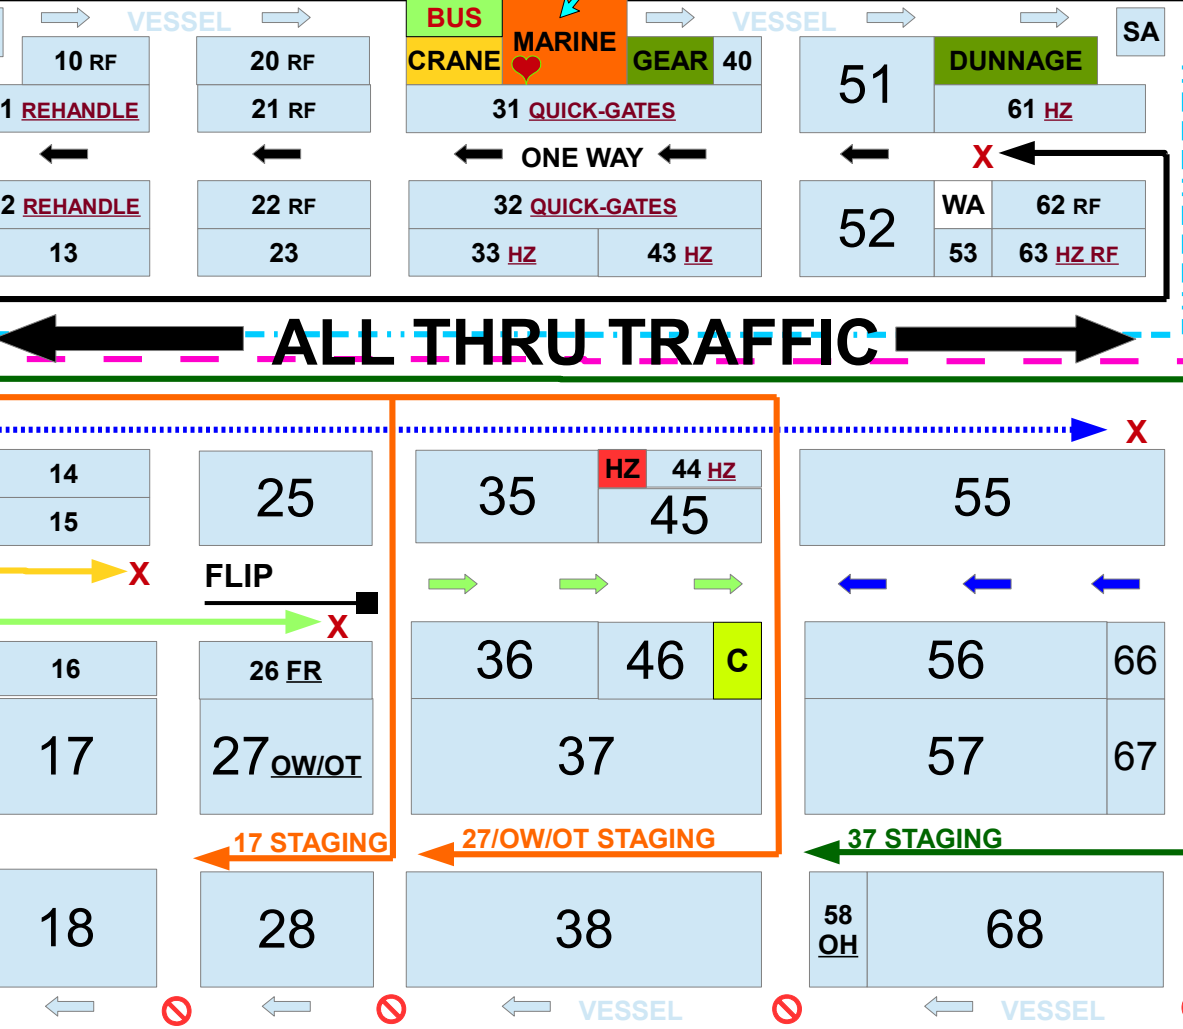 VESSEL
BUS
MARINE
VESSEL
SA
10 RF
20 RF
CRANE
GEAR
40
51
DUNNAGE
1 REHANDLE
21 RF
31 QUICK-GATES
61 HZ
ONE WAY
X
2 REHANDLE
22 RF
32 QUICK-GATES
52
WA
62 RF
13
23
33 HZ
43 HZ
53
63 HZ RF
ALL THRU TRAFFIC
X
14
25
35
HZ
44 HZ
55
15
45
X
FLIP
X
16
26 FR
36
46
C
56
66
17
27 OW/OT
37
57
67
17 STAGING
27/OW/OT STAGING
37 STAGING
18
28
38
58
OH
68
VESSEL
VESSEL